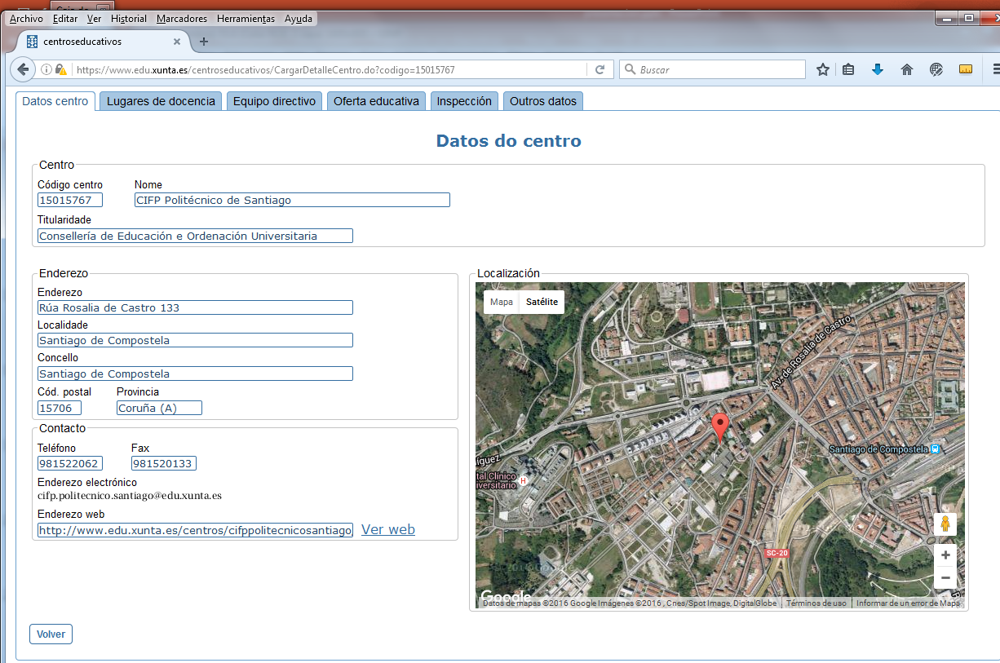 Archivo Editar Ver Historial Marcadores Herramientas Ayuda
centroseducativos
https://www.edu.xunta.es/centroseducativos/CargarDetalleCentro.do?codigo=15015767
Buscar
Datos centro Lugares de docencia Equipo directivo Oferta educativa Inspección Outros datos
Datos do centro
Centro
Código centro Nome
15015767 CIFP Politécnico de Santiago
Titularidade
Consellería de Educación e Ordenación Universitaria
Enderezo
Enderezo
Rúa Rosalia de Castro 133
Localidade
Santiago de Compostela
Concello
Santiago de Compostela
Cód. postal Provincia
15706 Coruña (A)
Contacto
Teléfono Fax
981522062 981520133
Enderezo electrónico
cifp.politecnico.santiago@edu.xunta.es
Enderezo web
http://www.edu.xunta.es/centros/cifppolitecnicosantiago Ver web
Localización
Mapa Satélite
Av. de Rosalía de Castro
Santiago de Compostela
íguez
tal Clínico
iversitario
H
SC-20
Google
Datos de mapas ©2016 Google Imágenes ©2016 , Cnes/Spot Image, DigitalGlobe Términos de uso Informar de un error de Maps
Volver